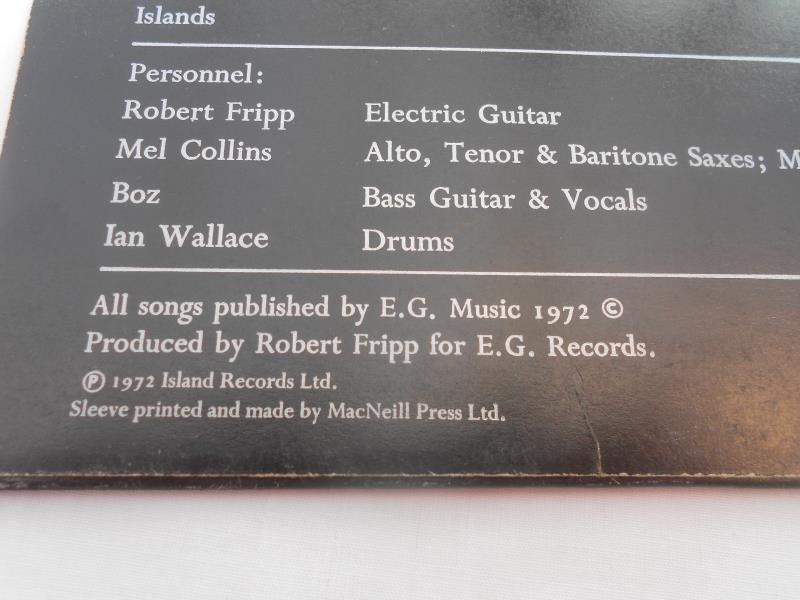 Islands
Personnel:
Robert Fripp Electric Guitar
Mel Collins Alto, Tenor & Baritone Saxes; M
Boz Bass Guitar & Vocals
Ian Wallace Drums
All songs published by E.G. Music 1972 ©
Produced by Robert Fripp for E.G. Records.
℗ 1972 Island Records Ltd.
Sleeve printed and made by MacNeill Press Ltd.